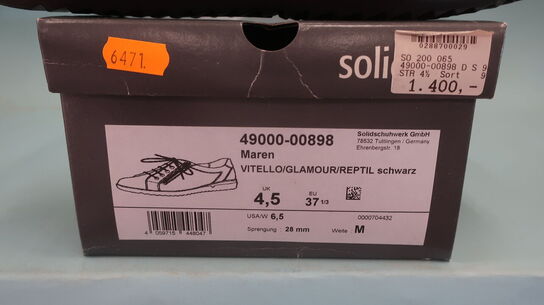 6471.
solid
0288700029
SO 200 065
49000-00898 D S 9
STR 4½ Sort 9
1.400,-
49000-00898
Maren
VITELLO/GLAMOUR/REPTIL schwarz
Solidschuhwerk GmbH
78532 Tuttlingen / Germany
Ehrenbergstr. 18
UK EU
4,5 37 1/3
USA/W 6,5
0000704432
Sprengung 28 mm Weite M
4 059715 448047